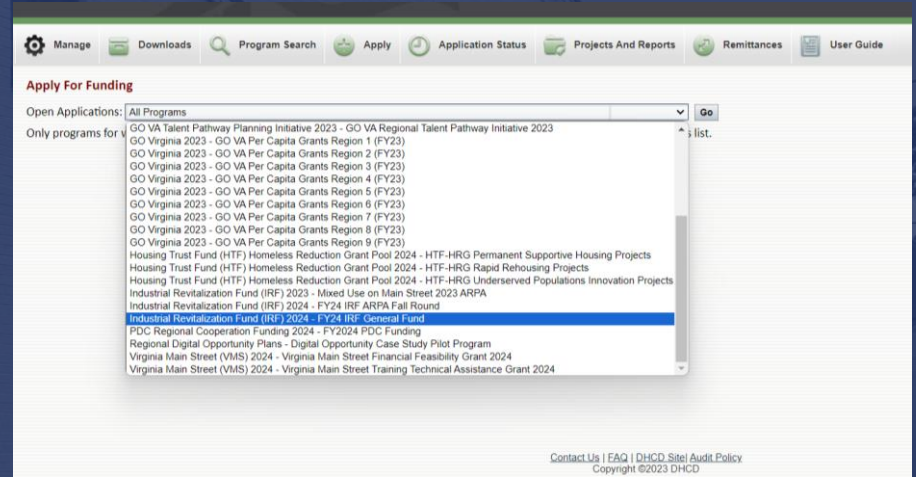 Manage Downloads Program Search Apply Application Status Projects And Reports Remittances User Guide
Apply For Funding
Open Applications: All Programs Go
Only programs for s list.
GO VA Talent Pathway Planning Initiative 2023 - GO VA Regional Talent Pathway Initiative 2023
GO Virginia 2023 - GO VA Per Capita Grants Region 1 (FY23)
GO Virginia 2023 - GO VA Per Capita Grants Region 2 (FY23)
GO Virginia 2023 - GO VA Per Capita Grants Region 3 (FY23)
GO Virginia 2023 - GO VA Per Capita Grants Region 4 (FY23)
GO Virginia 2023 - GO VA Per Capita Grants Region 5 (FY23)
GO Virginia 2023 - GO VA Per Capita Grants Region 6 (FY23)
GO Virginia 2023 - GO VA Per Capita Grants Region 7 (FY23)
GO Virginia 2023 - GO VA Per Capita Grants Region 8 (FY23)
GO Virginia 2023 - GO VA Per Capita Grants Region 9 (FY23)
Housing Trust Fund (HTF) Homeless Reduction Grant Pool 2024 - HTF-HRG Permanent Supportive Housing Projects
Housing Trust Fund (HTF) Homeless Reduction Grant Pool 2024 - HTF-HRG Rapid Rehousing Projects
Housing Trust Fund (HTF) Homeless Reduction Grant Pool 2024 - HTF-HRG Underserved Populations Innovation Projects
Industrial Revitalization Fund (IRF) 2023 - Mixed Use on Main Street 2023 ARPA
Industrial Revitalization Fund (IRF) 2024 - FY24 IRF ARPA Fall Round
Industrial Revitalization Fund (IRF) 2024 - FY24 IRF General Fund
PDC Regional Cooperation Funding 2024 - FY2024 PDC Funding
Regional Digital Opportunity Plans - Digital Opportunity Case Study Pilot Program
Virginia Main Street (VMS) 2024 - Virginia Main Street Financial Feasibility Grant 2024
Virginia Main Street (VMS) 2024 - Virginia Main Street Training Technical Assistance Grant 2024
Contact Us | FAQ | DHCD Site| Audit Policy
Copyright ©2023 DHCD